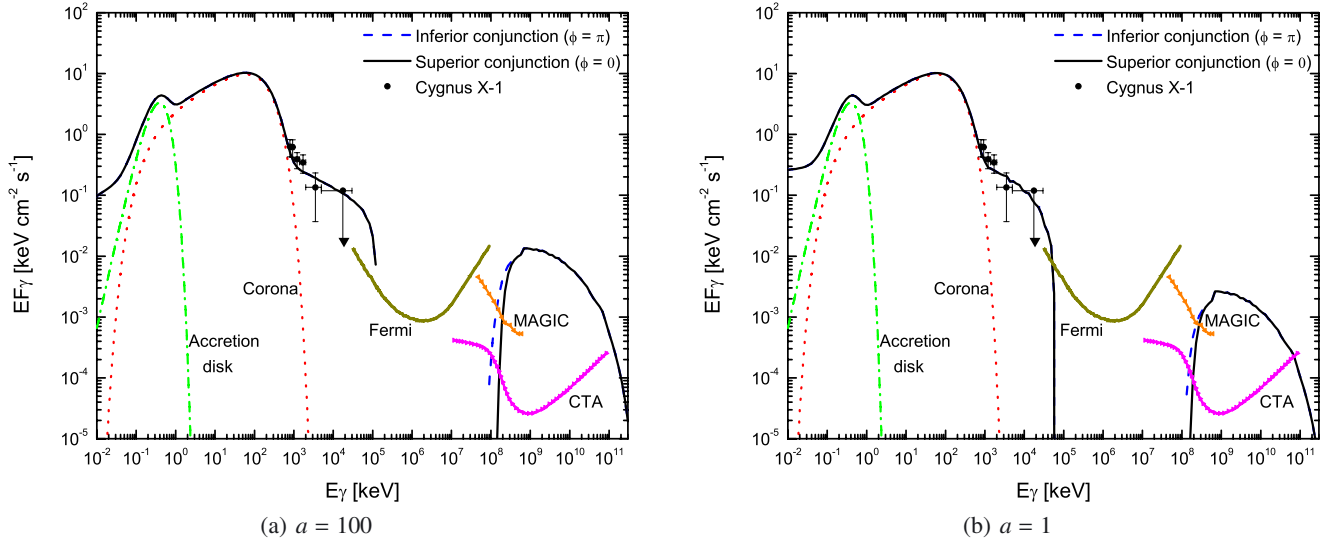 10^2
10^1
10^0
10^-1
10^-2
10^-3
10^-4
10^-5
EFγ [keV cm^-2 s^-1]
Inferior conjunction (ϕ = π)
Superior conjunction (ϕ = 0)
Cygnus X-1
Corona
Accretion
disk
Fermi
MAGIC
CTA
10^-2 10^-1 10^0 10^1 10^2 10^3 10^4 10^5 10^6 10^7 10^8 10^9 10^10 10^11
Eγ [keV]
(a) a = 100
10^2
10^1
10^0
10^-1
10^-2
10^-3
10^-4
10^-5
EFγ [keV cm^-2 s^-1]
Inferior conjunction (ϕ = π)
Superior conjunction (ϕ = 0)
Cygnus X-1
Corona
Accretion
disk
Fermi
MAGIC
CTA
10^-2 10^-1 10^0 10^1 10^2 10^3 10^4 10^5 10^6 10^7 10^8 10^9 10^10 10^11
Eγ [keV]
(b) a = 1